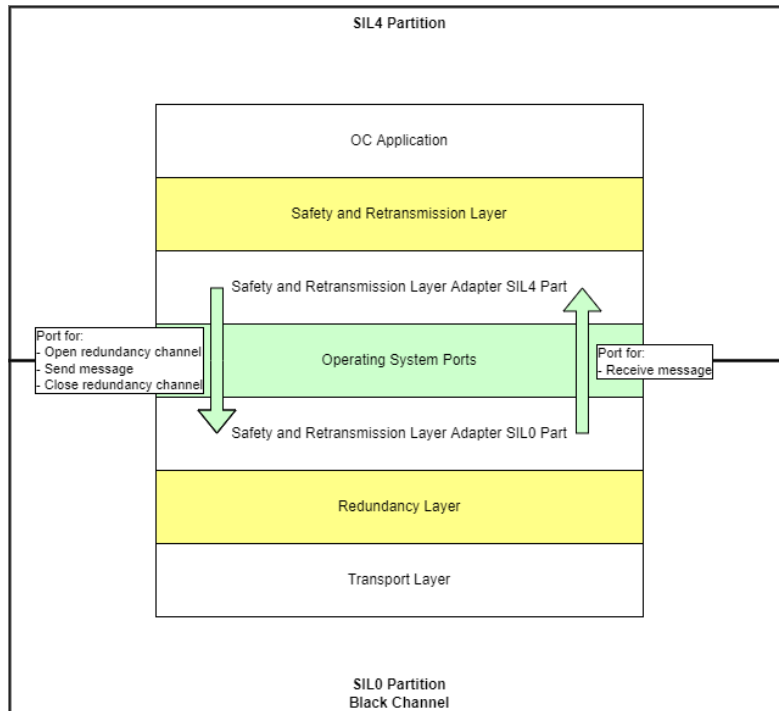 SIL4 Partition
OC Application
Safety and Retransmission Layer
Safety and Retransmission Layer Adapter SIL4 Part
Port for:
- Open redundancy channel
- Send message
- Close redundancy channel
Operating System Ports
Port for:
- Receive message
Safety and Retransmission Layer Adapter SIL0 Part
Redundancy Layer
Transport Layer
SIL0 Partition
Black Channel